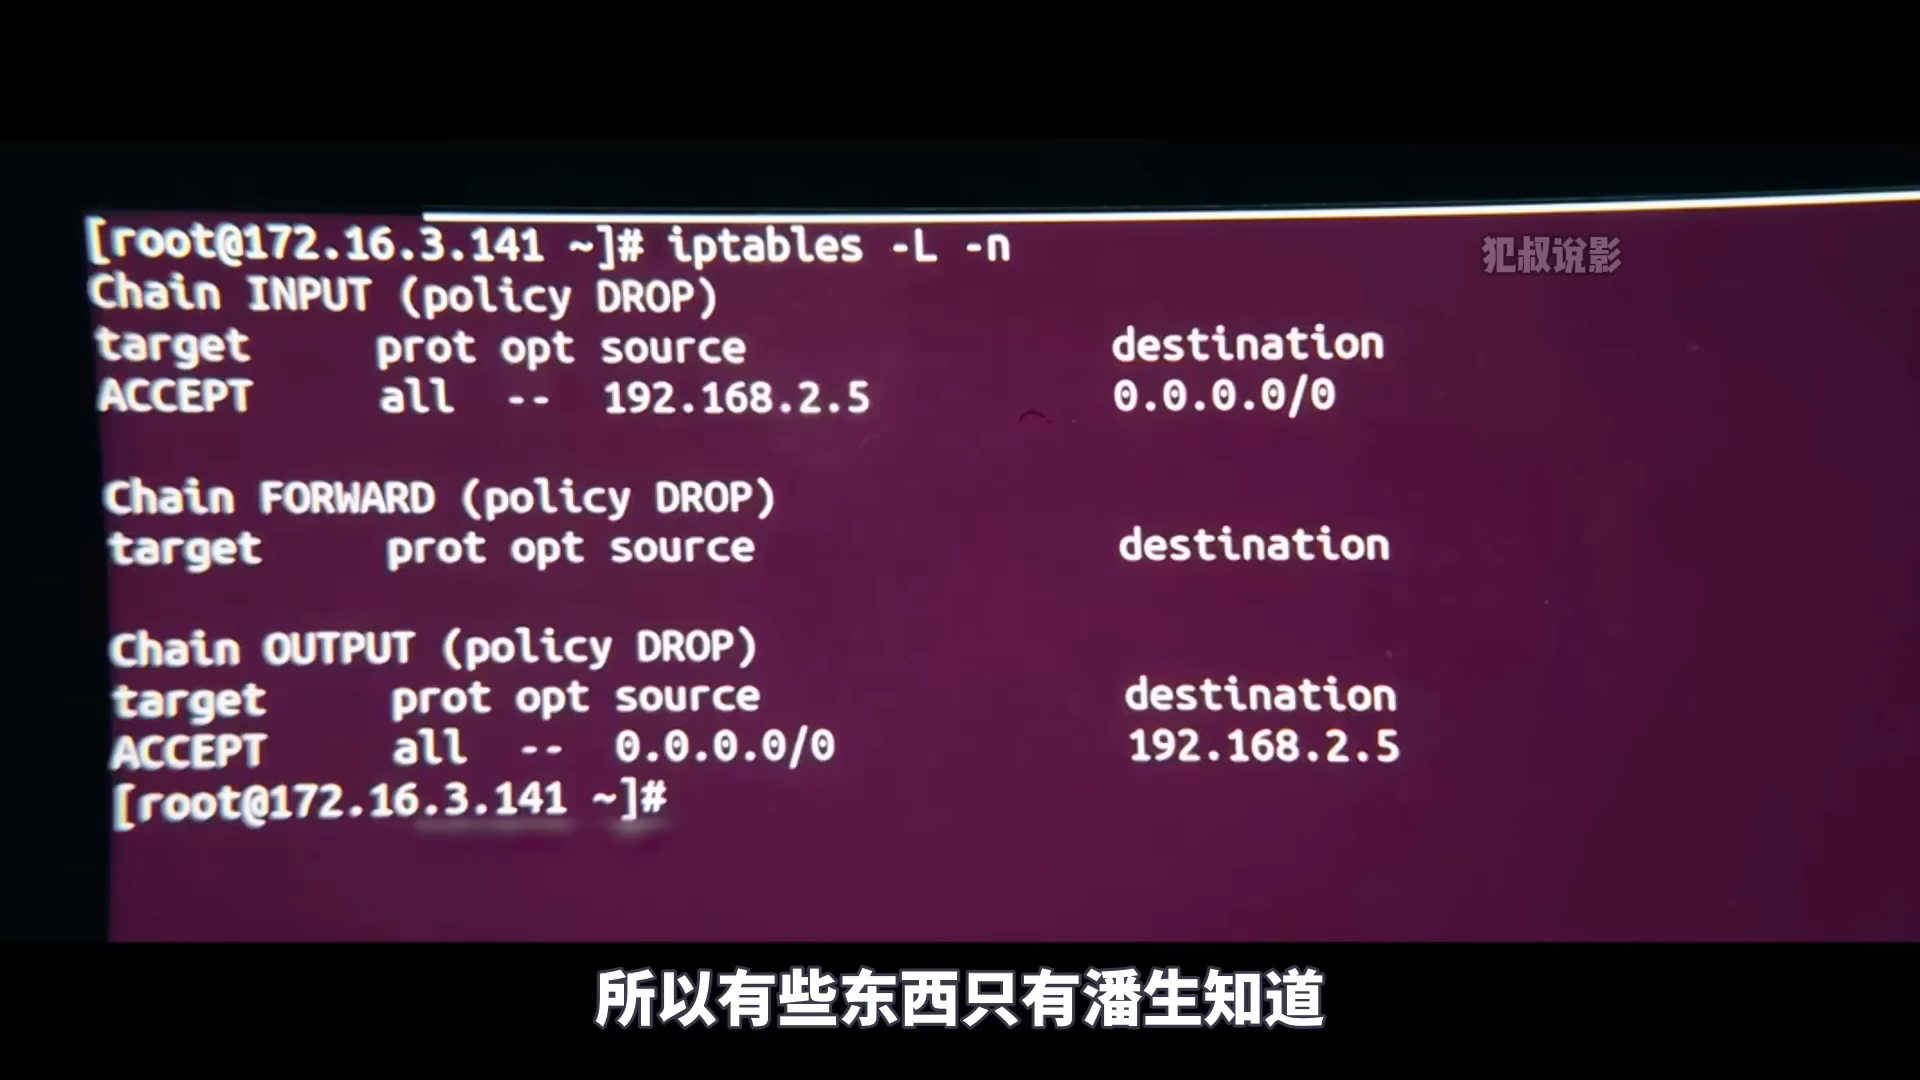 [root@172.16.3.141 ~]# iptables -L -n
犯叔说影
Chain INPUT (policy DROP)
target prot opt source destination
ACCEPT all -- 192.168.2.5 0.0.0.0/0
Chain FORWARD (policy DROP)
target prot opt source destination
Chain OUTPUT (policy DROP)
target prot opt source destination
ACCEPT all -- 0.0.0.0/0 192.168.2.5
[root@172.16.3.141 ~]#
所以有些东西只有潘生知道